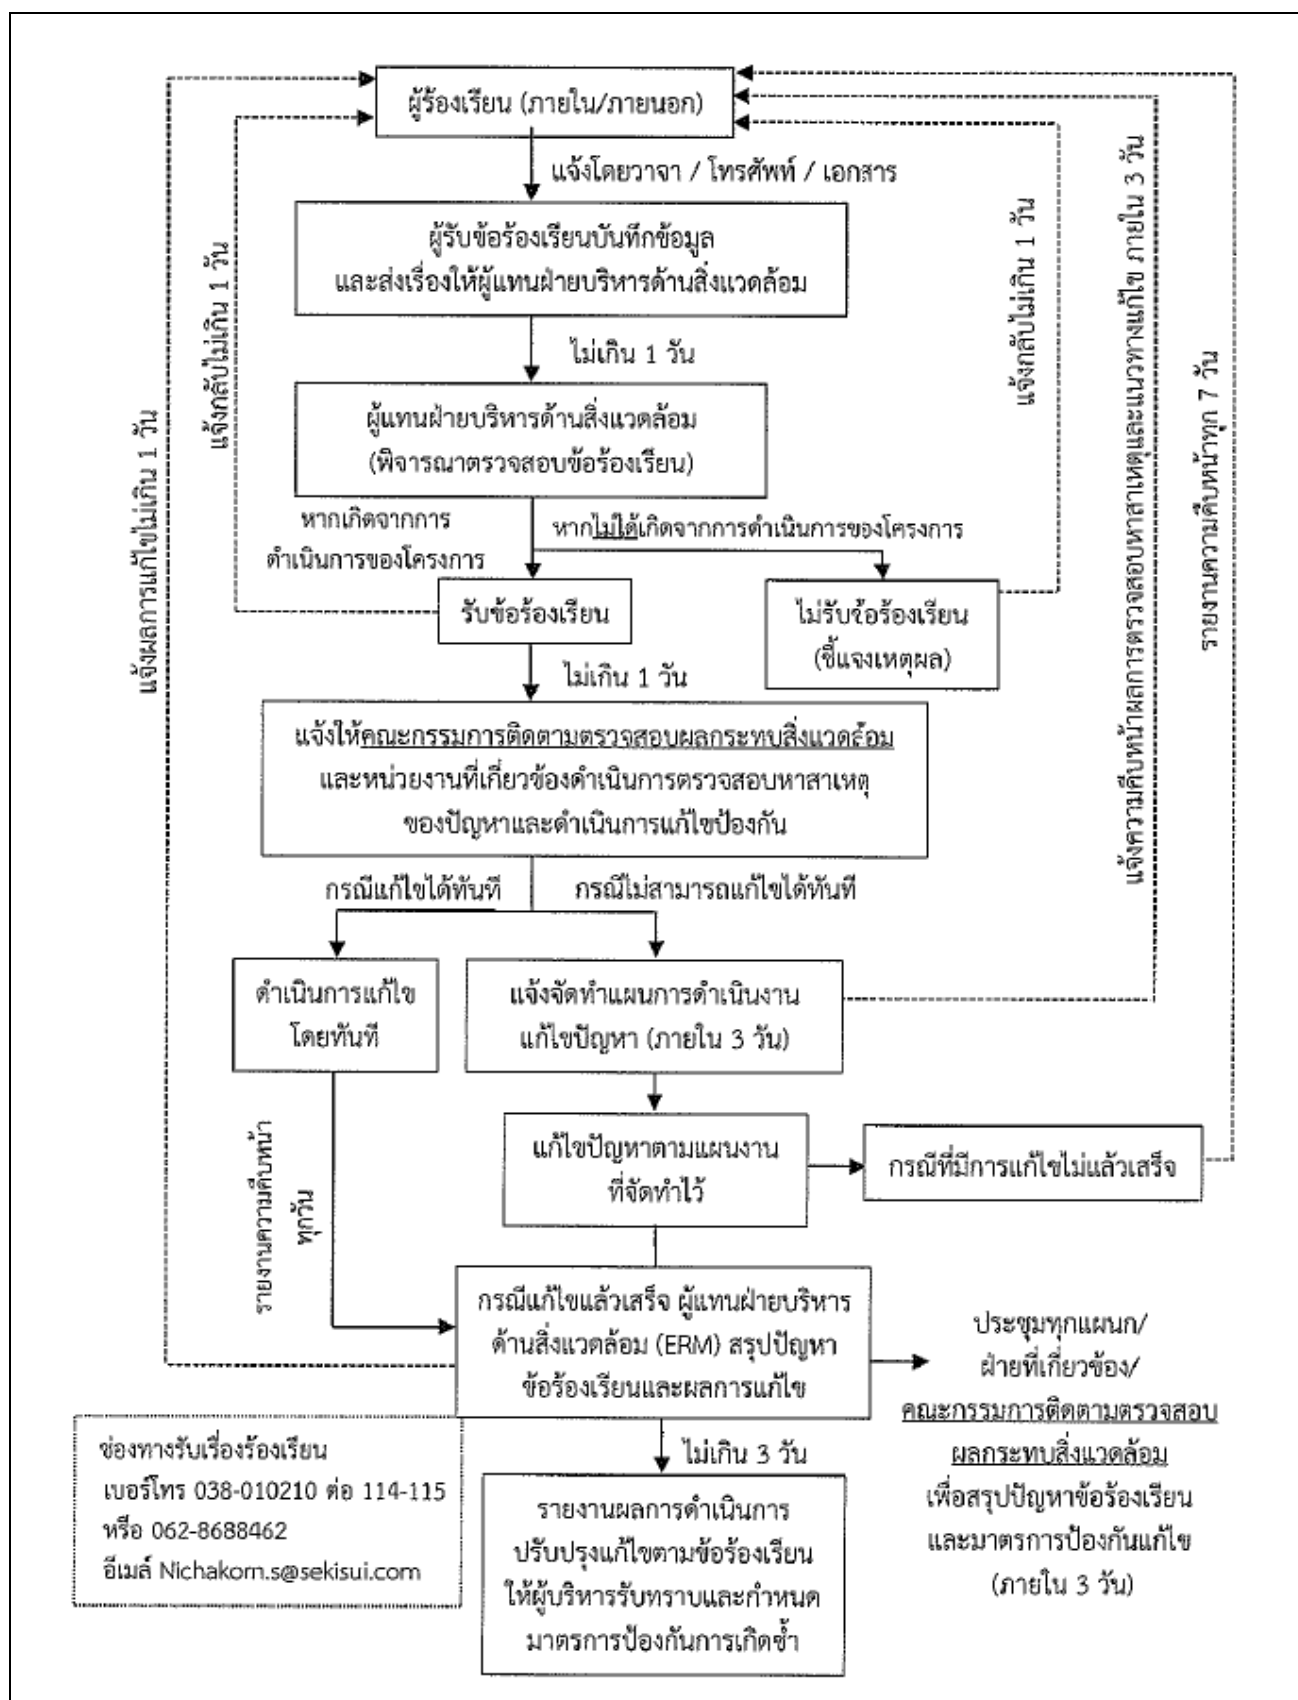 ผู้ร้องเรียน (ภายใน/ภายนอก)
แจ้งโดยวาจา / โทรศัพท์ / เอกสาร
ผู้รับข้อร้องเรียนบันทึกข้อมูล
และส่งเรื่องให้ผู้แทนฝ่ายบริหารด้านสิ่งแวดล้อม
ไม่เกิน 1 วัน
ผู้แทนฝ่ายบริหารด้านสิ่งแวดล้อม
(พิจารณาตรวจสอบข้อร้องเรียน)
หากเกิดจากการ
ดำเนินการของโครงการ
หากไม่ได้เกิดจากการดำเนินการของโครงการ
รับข้อร้องเรียน
ไม่รับข้อร้องเรียน
(ชี้แจงเหตุผล)
แจ้งกลับไม่เกิน 1 วัน
แจ้งกลับไม่เกิน 1 วัน
ไม่เกิน 1 วัน
แจ้งให้คณะกรรมการติดตามตรวจสอบผลกระทบสิ่งแวดล้อม
และหน่วยงานที่เกี่ยวข้องดำเนินการตรวจสอบหาสาเหตุ
ของปัญหาและดำเนินการแก้ไขป้องกัน
กรณีแก้ไขได้ทันที
กรณีไม่สามารถแก้ไขได้ทันที
ดำเนินการแก้ไข
โดยทันที
แจ้งจัดทำแผนการดำเนินงาน
แก้ไขปัญหา (ภายใน 3 วัน)
แจ้งความคืบหน้าผลการตรวจสอบหาสาเหตุและแนวทางแก้ไข ภายใน 3 วัน
แก้ไขปัญหาตามแผนงาน
ที่จัดทำไว้
กรณีที่มีการแก้ไขไม่แล้วเสร็จ
รายงานความคืบหน้าทุก 7 วัน
รายงานความคืบหน้า
ทุกวัน
กรณีแก้ไขแล้วเสร็จ ผู้แทนฝ่ายบริหาร
ด้านสิ่งแวดล้อม (ERM) สรุปปัญหา
ข้อร้องเรียนและผลการแก้ไข
แจ้งผลการแก้ไขไม่เกิน 1 วัน
ประชุมทุกแผนก/
ฝ่ายที่เกี่ยวข้อง/
คณะกรรมการติดตามตรวจสอบ
ผลกระทบสิ่งแวดล้อม
เพื่อสรุปปัญหาข้อร้องเรียน
และมาตรการป้องกันแก้ไข
(ภายใน 3 วัน)
ไม่เกิน 3 วัน
รายงานผลการดำเนินการ
ปรับปรุงแก้ไขตามข้อร้องเรียน
ให้ผู้บริหารรับทราบและกำหนด
มาตรการป้องกันการเกิดซ้ำ
ช่องทางรับเรื่องร้องเรียน
เบอร์โทร 038-010210 ต่อ 114-115
หรือ 062-8688462
อีเมล์ Nichakorn.s@sekisui.com